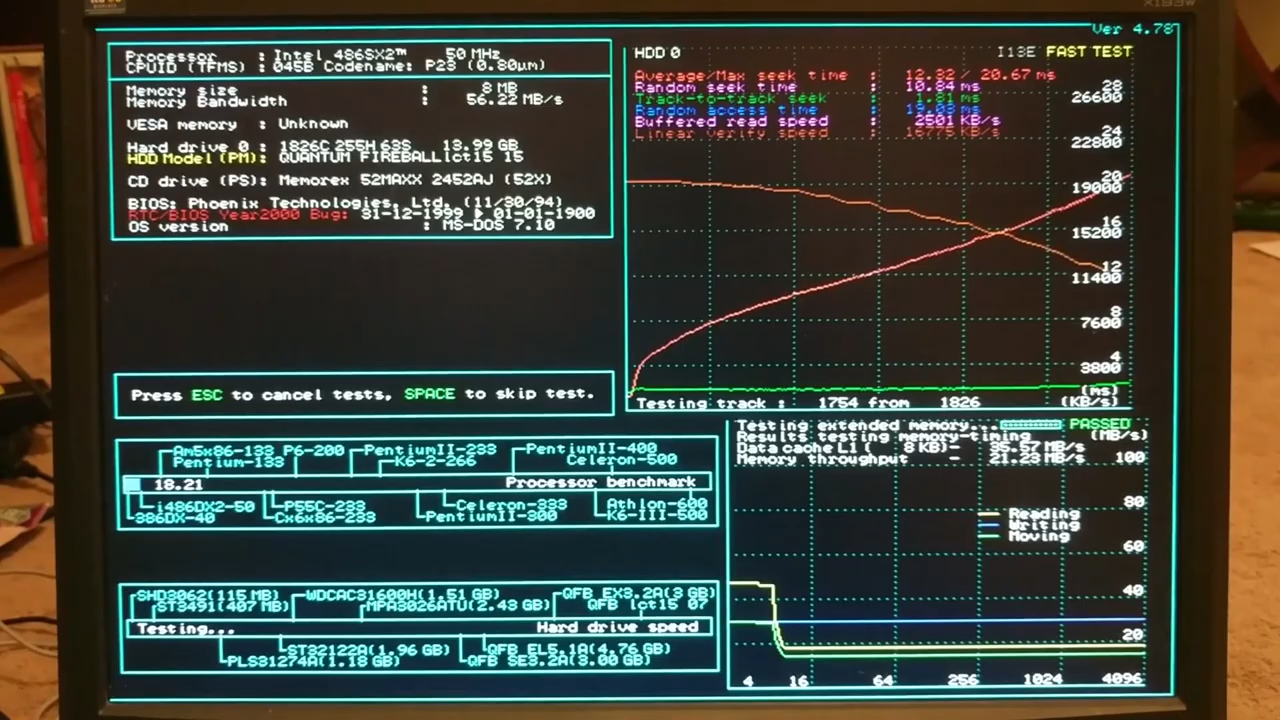 Ver 4.78
Processor : Intel 486SX2™ 50 MHz
CPUID (TFMS) : 045B Codename: P23 (0.80µm)
Memory size : 8 MB
Memory Bandwidth : 56.22 MB/s
VESA memory : Unknown
Hard drive 0 : 1826C 255H 63S 13.99 GB
HDD Model (PM): QUANTUM FIREBALLlct15 15
CD drive (PS): Memorex 52MAXX 2452AJ (52X)
BIOS: Phoenix Technologies, Ltd. (11/30/94)
RTC/BIOS Year2000 Bug: 31-12-1999 ► 01-01-1900
OS version : MS-DOS 7.10
HDD 0 I13E FAST TEST
Average/Max seek time : 12.32 / 20.67 ms
Random seek time : 10.84 ms
Track-to-track seek : 1.81 ms
Random access time : 19.03 ms
Buffered read speed : 2501 KB/s
Linear verify speed : 16775 KB/s
28
26600
24
22800
20
19000
16
15200
12
11400
8
7600
4
3800
(ms)
Testing track : 1754 from 1826 (KB/s)
Press ESC to cancel tests, SPACE to skip test.
Am5x86-133 P6-200 PentiumII-233 PentiumII-400
Pentium-133 K6-2-266 Celeron-500
18.21 Processor benchmark
i486DX2-50 P55C-233 Celeron-333 Athlon-600
386DX-40 Cx6x86-233 PentiumII-300 K6-III-500
SHD3062(115 MB) WDCAC31600H(1.51 GB) QFB EX3.2A(3 GB)
ST3491(407 MB) MPA3026ATU(2.43 GB) QFB lct15 07
Testing... Hard drive speed
ST32122A(1.96 GB) QFB EL5.1A(4.76 GB)
PLS31274A(1.18 GB) QFB SE3.2A(3.00 GB)
Testing extended memory... PASSED
Results testing memory-timing (MB/s)
Data cache L1 ( 8 KB)- 35.57 MB/s
Memory throughput - 21.23 MB/s
100
80
Reading
Writing
Moving
60
40
20
4 16 64 256 1024 4096